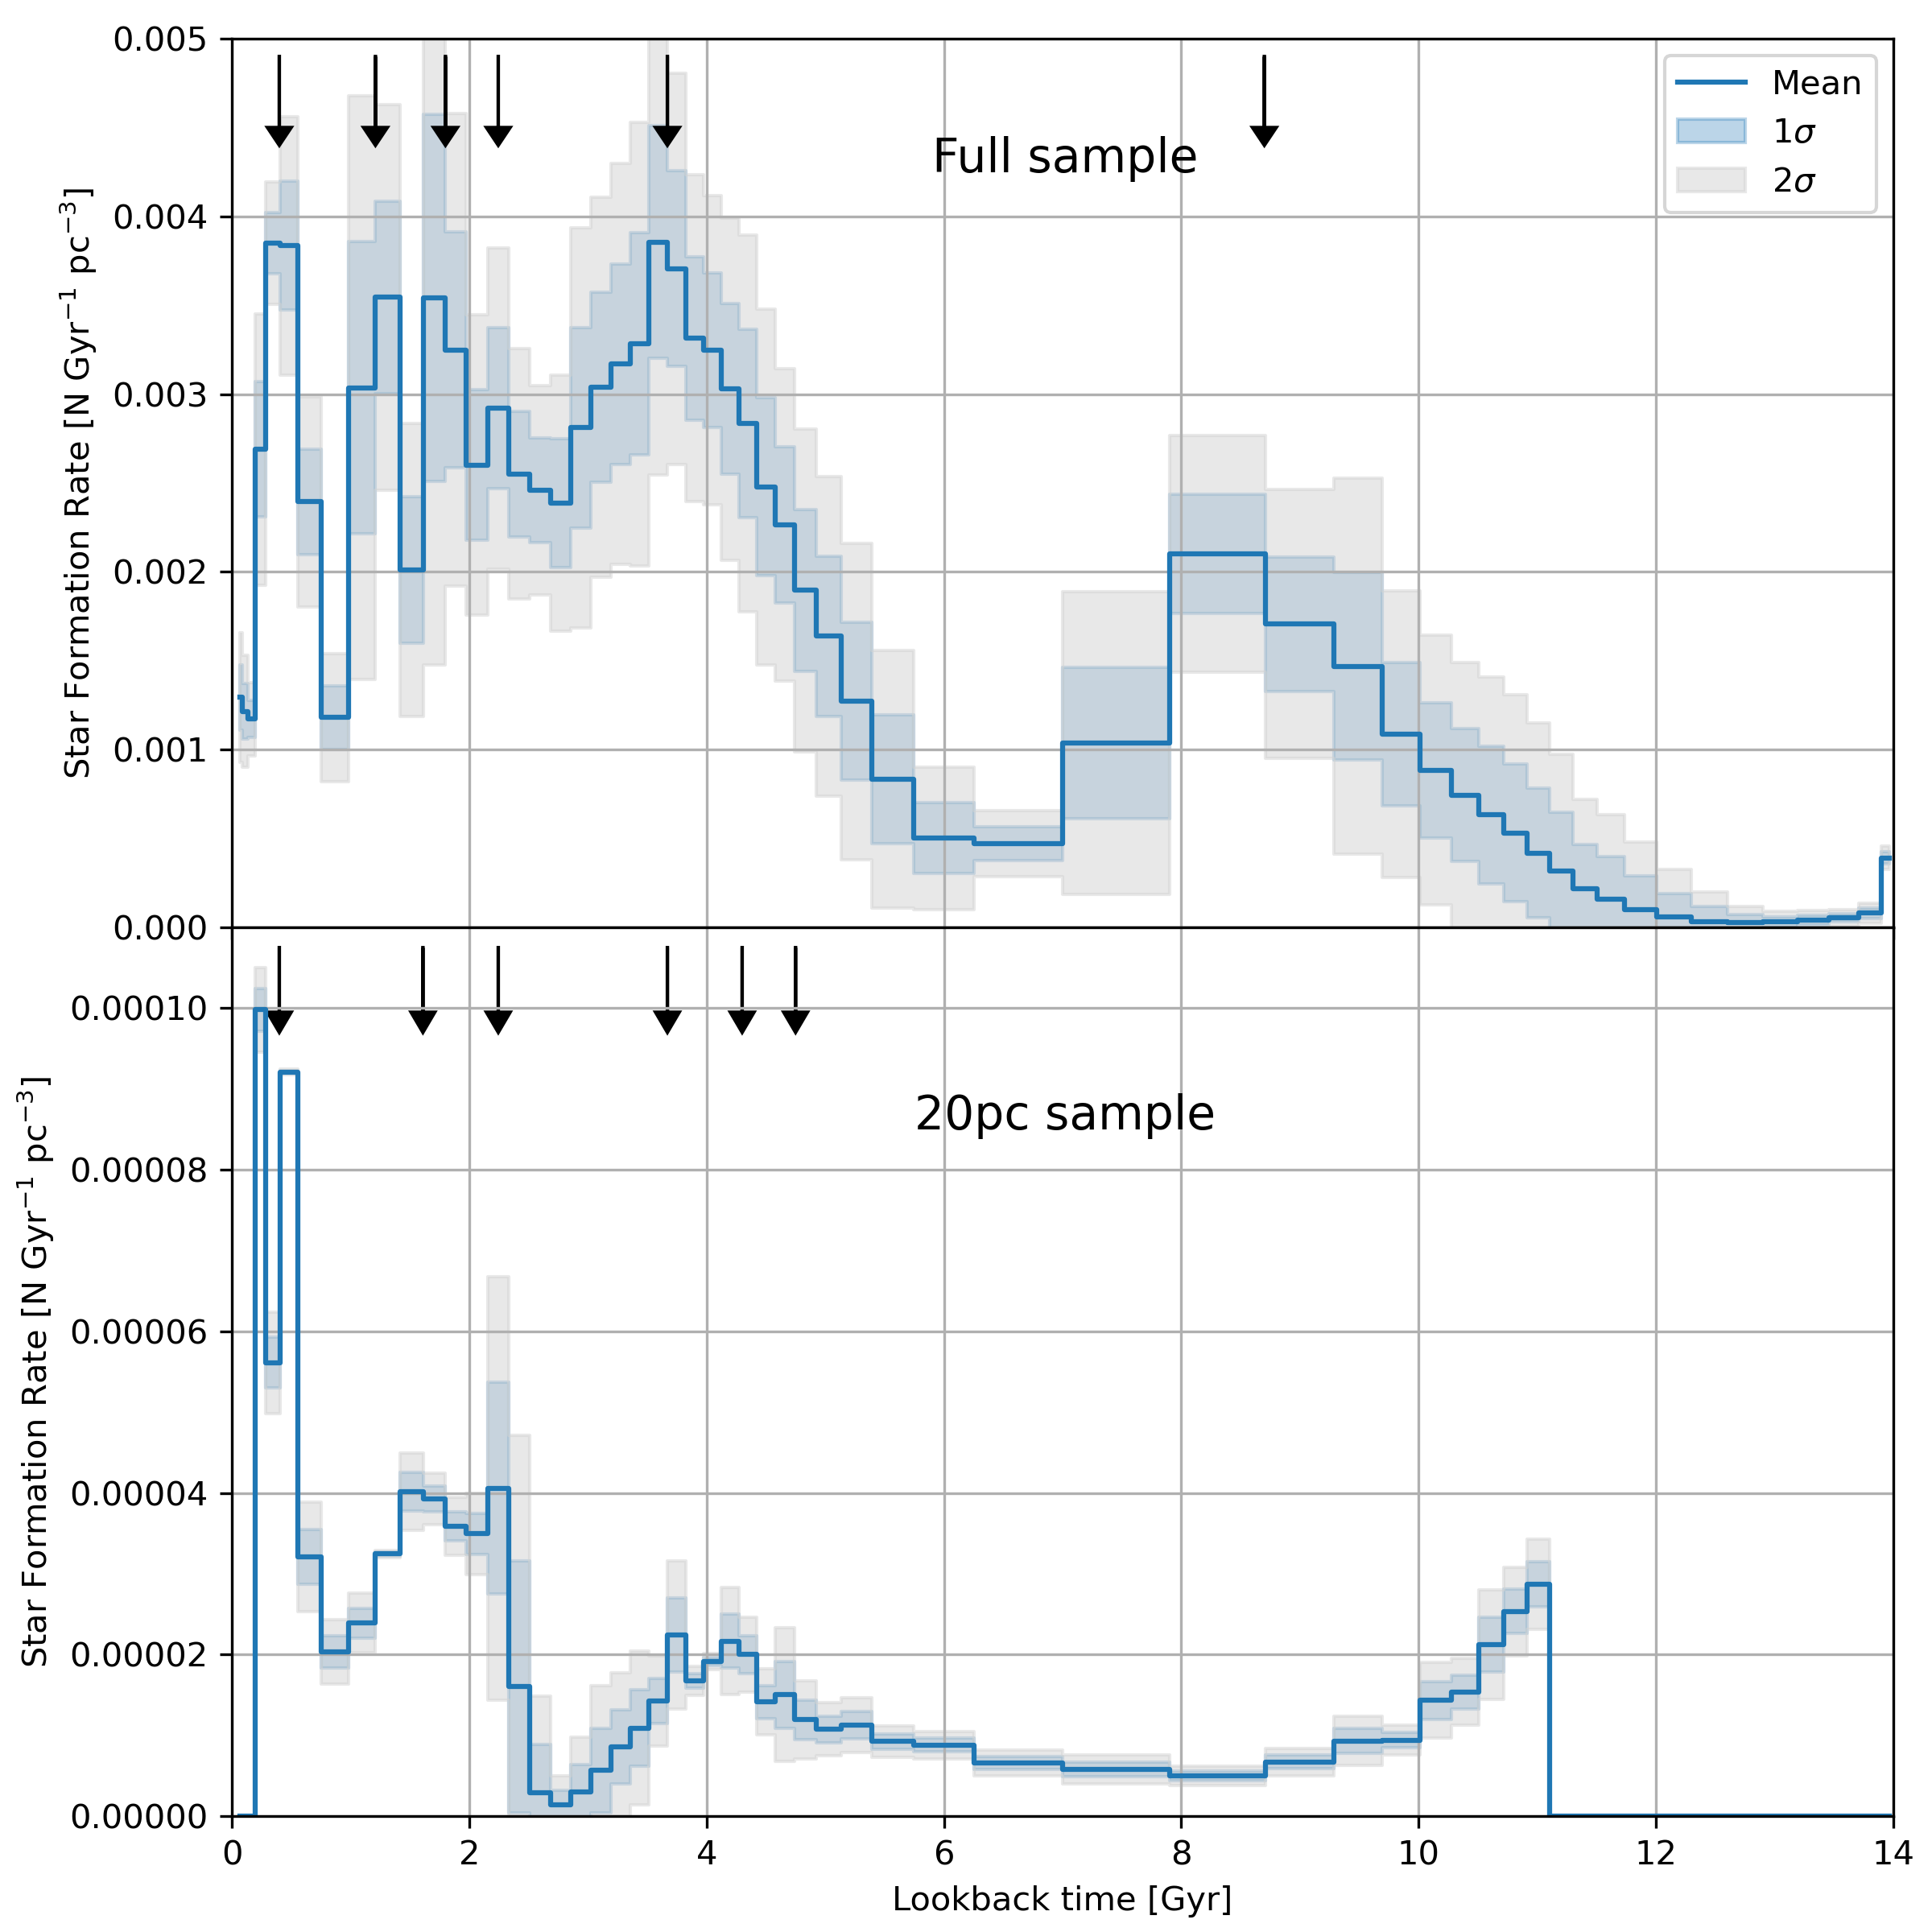 0.005
0.004
0.003
0.002
0.001
0.000
Star Formation Rate [N Gyr⁻¹ pc⁻³]
Full sample
Mean
1σ
2σ
0.00010
0.00008
0.00006
0.00004
0.00002
0.00000
Star Formation Rate [N Gyr⁻¹ pc⁻³]
20pc sample
0 2 4 6 8 10 12 14
Lookback time [Gyr]